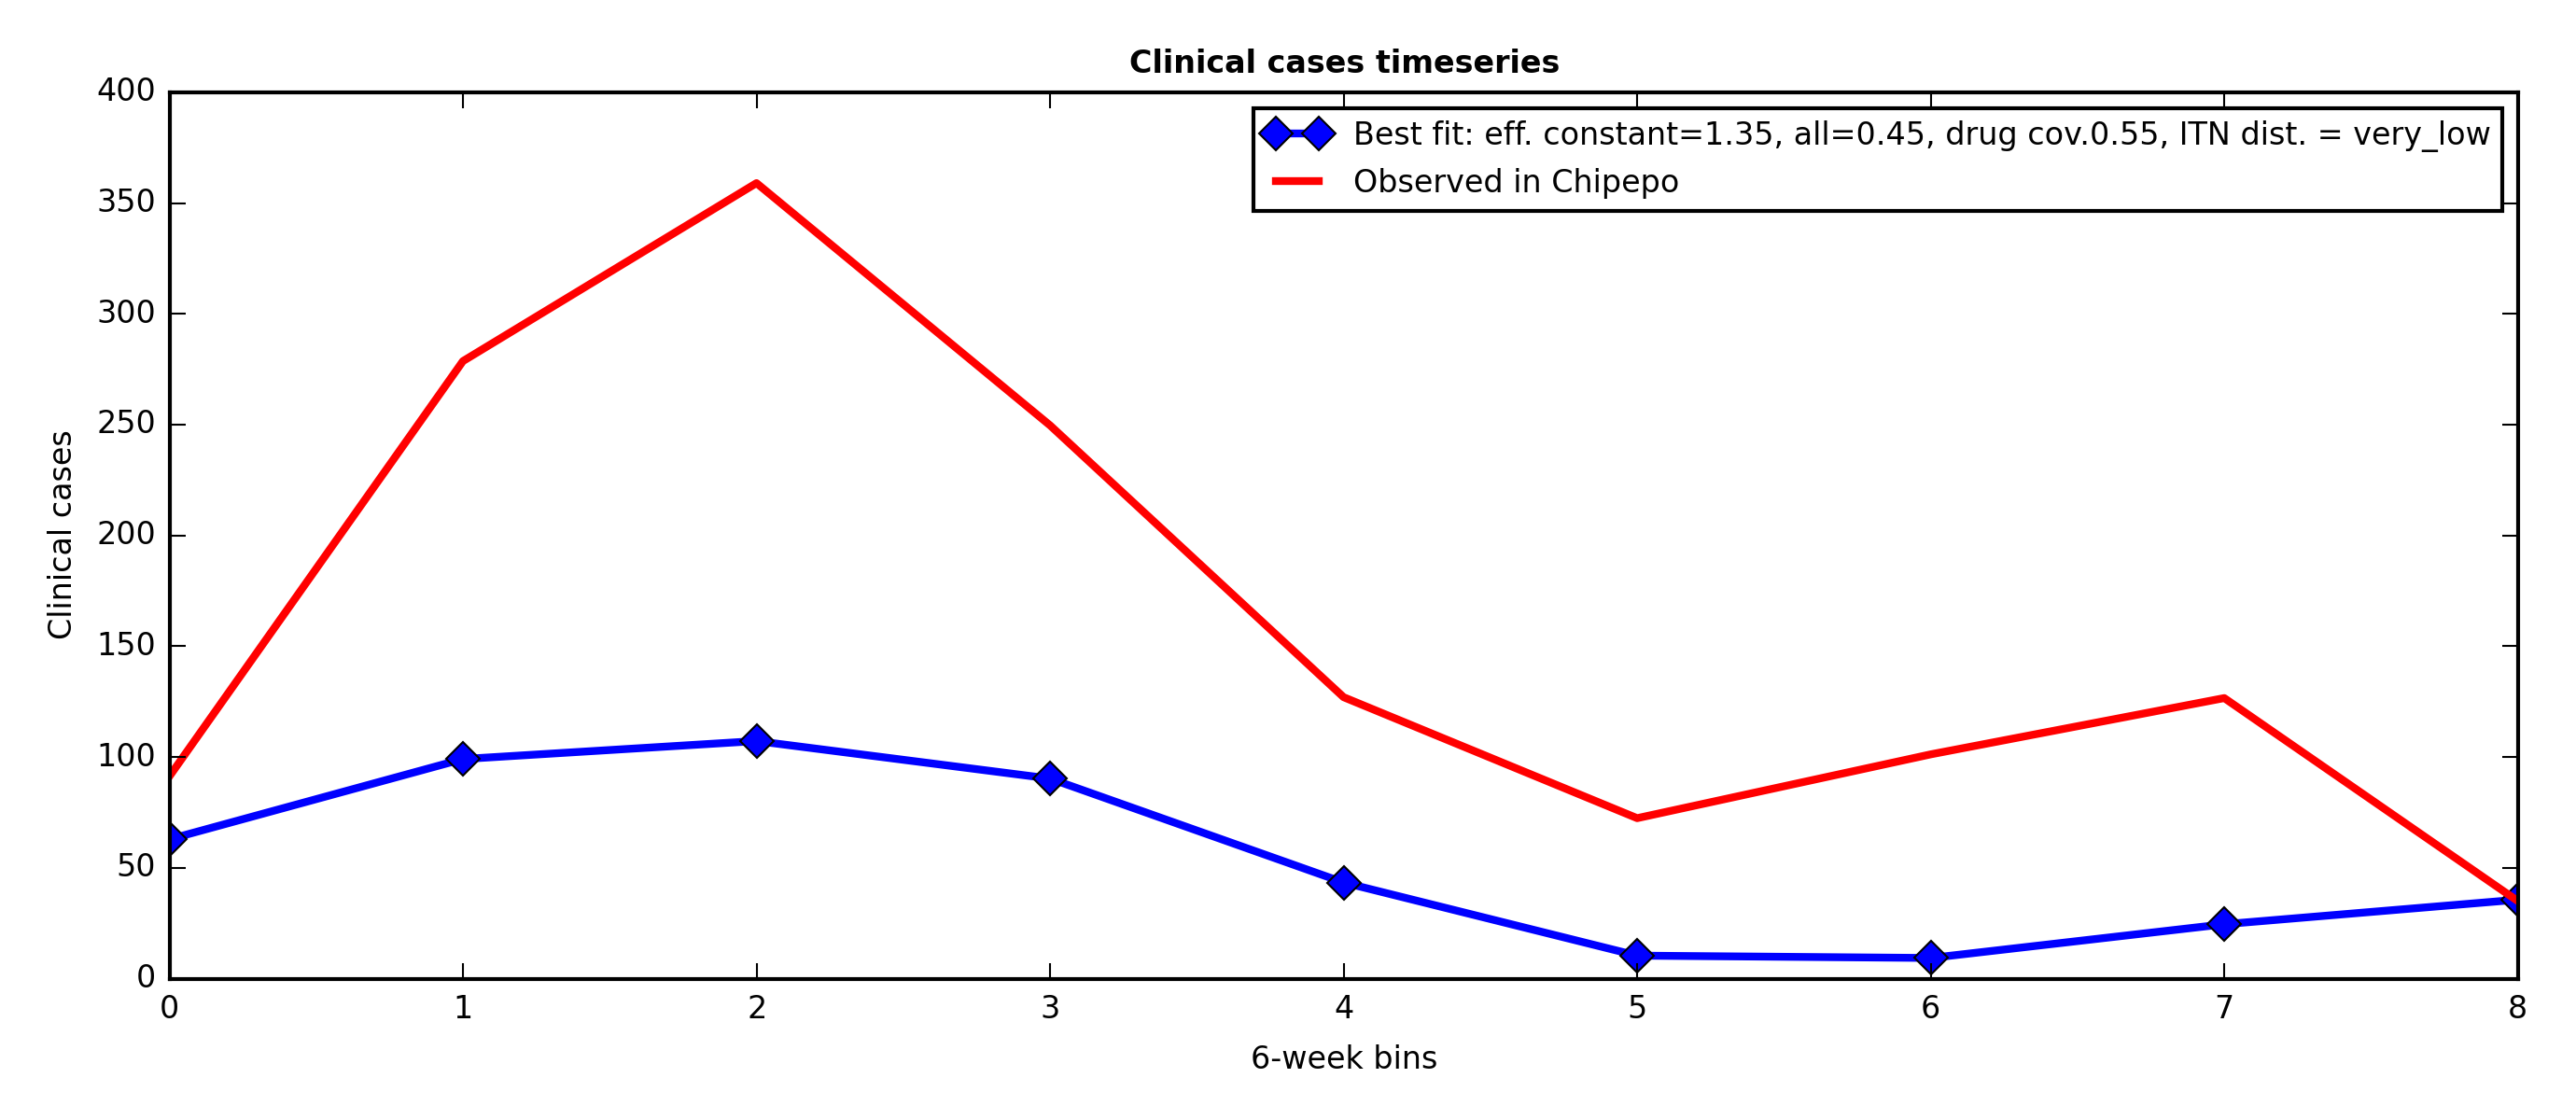 Clinical cases timeseries
400
350
300
250
200
150
100
50
0
Clinical cases
Best fit: eff. constant=1.35, all=0.45, drug cov.0.55, ITN dist. = very_low
Observed in Chipepo
0 1 2 3 4 5 6 7 8
6-week bins